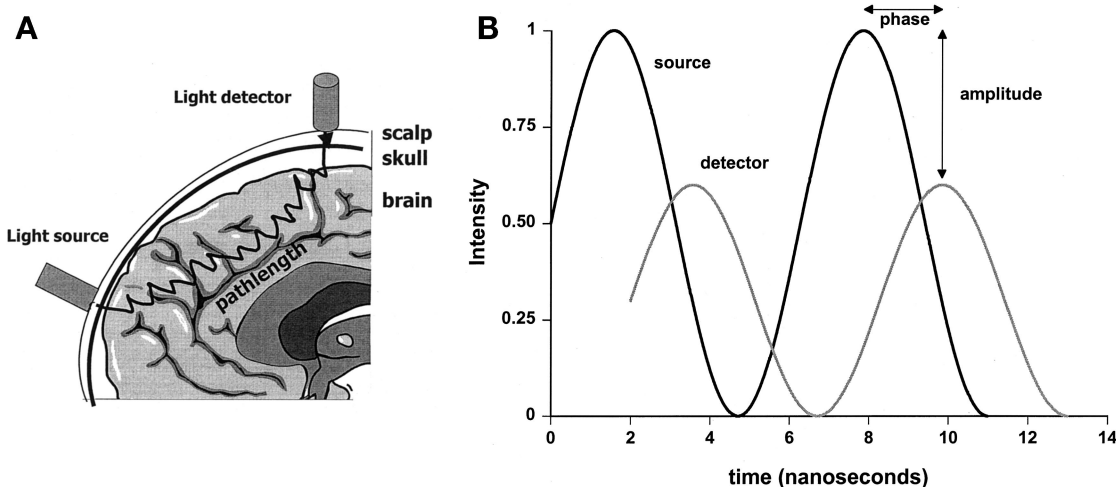 A
Light detector
scalp
skull
brain
Light source
pathlength
B
phase
1
source
amplitude
0.75
detector
0.50
Intensity
0.25
0
0 2 4 6 8 10 12 14
time (nanoseconds)